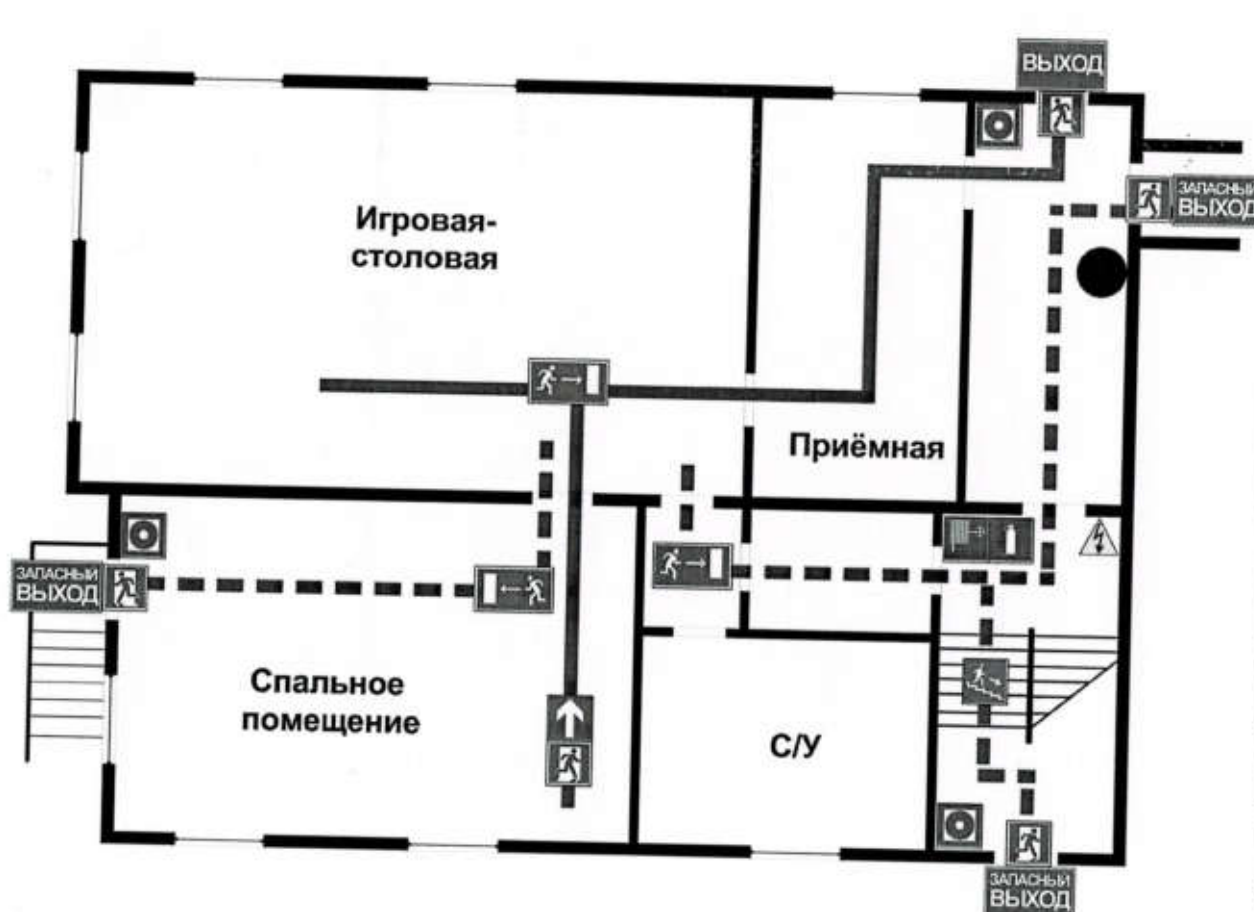 ВЫХОД
ЗАПАСНЫЙ
ВЫХОД
Игровая-
столовая
Приёмная
ЗАПАСНЫЙ
ВЫХОД
Спальное
помещение
С/У
ЗАПАСНЫЙ
ВЫХОД